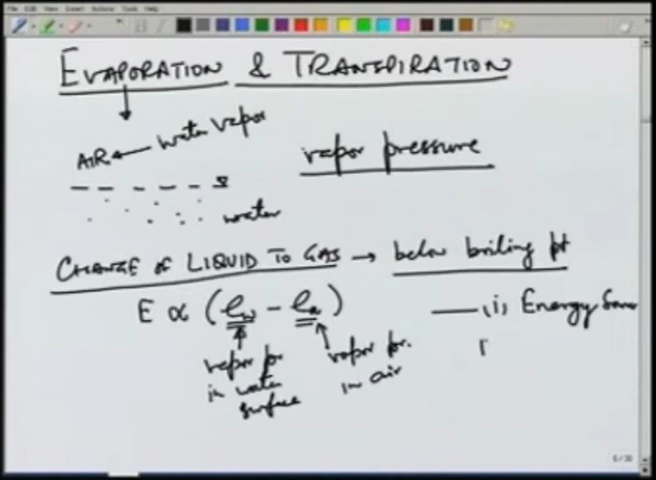 EVAPORATION & TRANSPIRATION
AIR ← water vapor
vapor pressure
water
CHANGE OF LIQUID TO GAS → below boiling pt
E ∝ (e_w - e_a)
(i) Energy
vapor pr
in water
surface
vapor pr.
in air